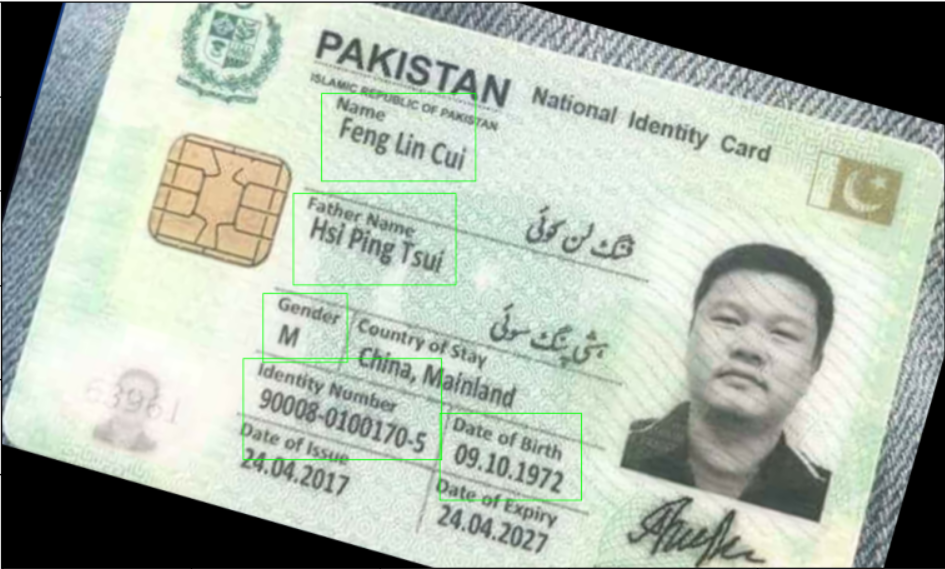 PAKISTAN National Identity Card
ISLAMIC REPUBLIC OF PAKISTAN
Name
Feng Lin Cui
فنگ لن کوئی
Father Name
Hsi Ping Tsui
ہشی پنگ سوئی
Gender
M
Country of Stay
China, Mainland
Identity Number
90008-0100170-5
Date of Birth
09.10.1972
Date of Issue
24.04.2017
Date of Expiry
24.04.2027